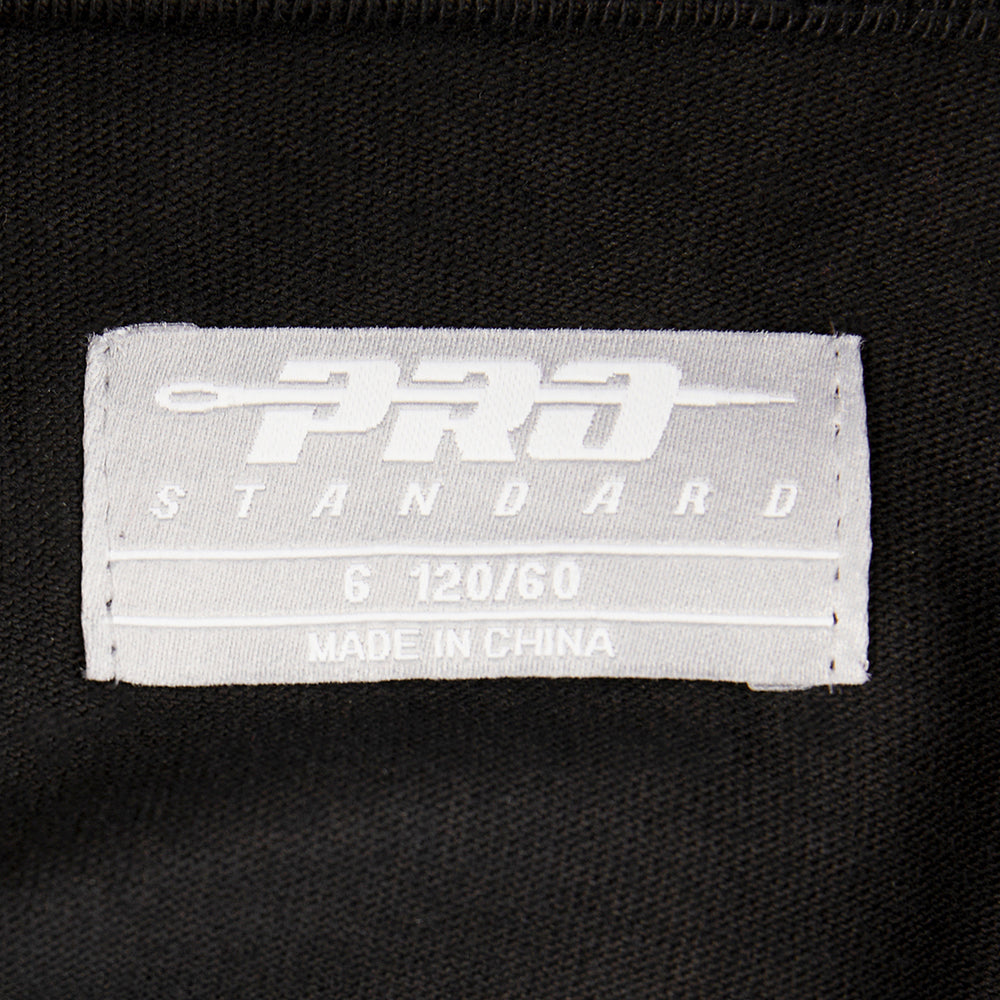 PRO
STANDARD
6 120/60
MADE IN CHINA